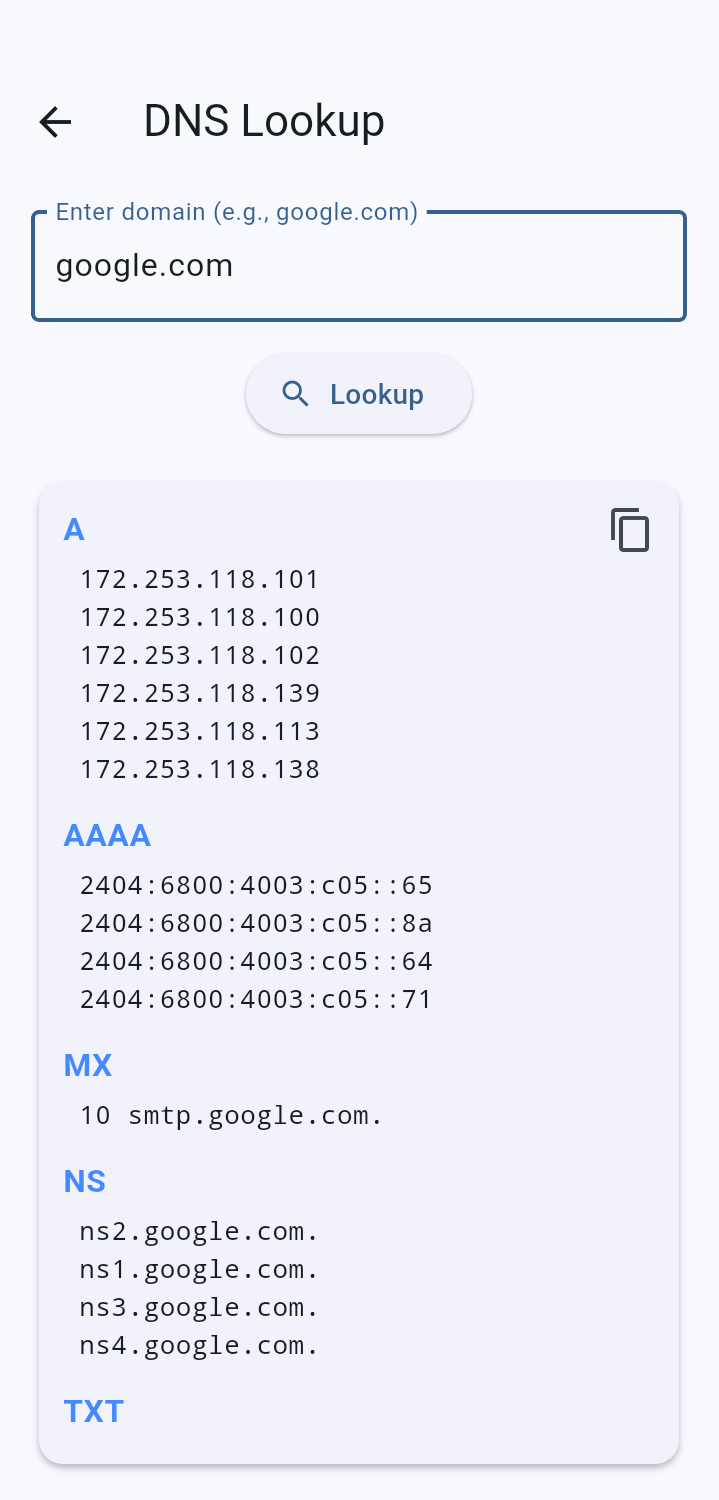 DNS Lookup
Enter domain (e.g., google.com)
google.com
Lookup
A
172.253.118.101
172.253.118.100
172.253.118.102
172.253.118.139
172.253.118.113
172.253.118.138
AAAA
2404:6800:4003:c05::65
2404:6800:4003:c05::8a
2404:6800:4003:c05::64
2404:6800:4003:c05::71
MX
10 smtp.google.com.
NS
ns2.google.com.
ns1.google.com.
ns3.google.com.
ns4.google.com.
TXT